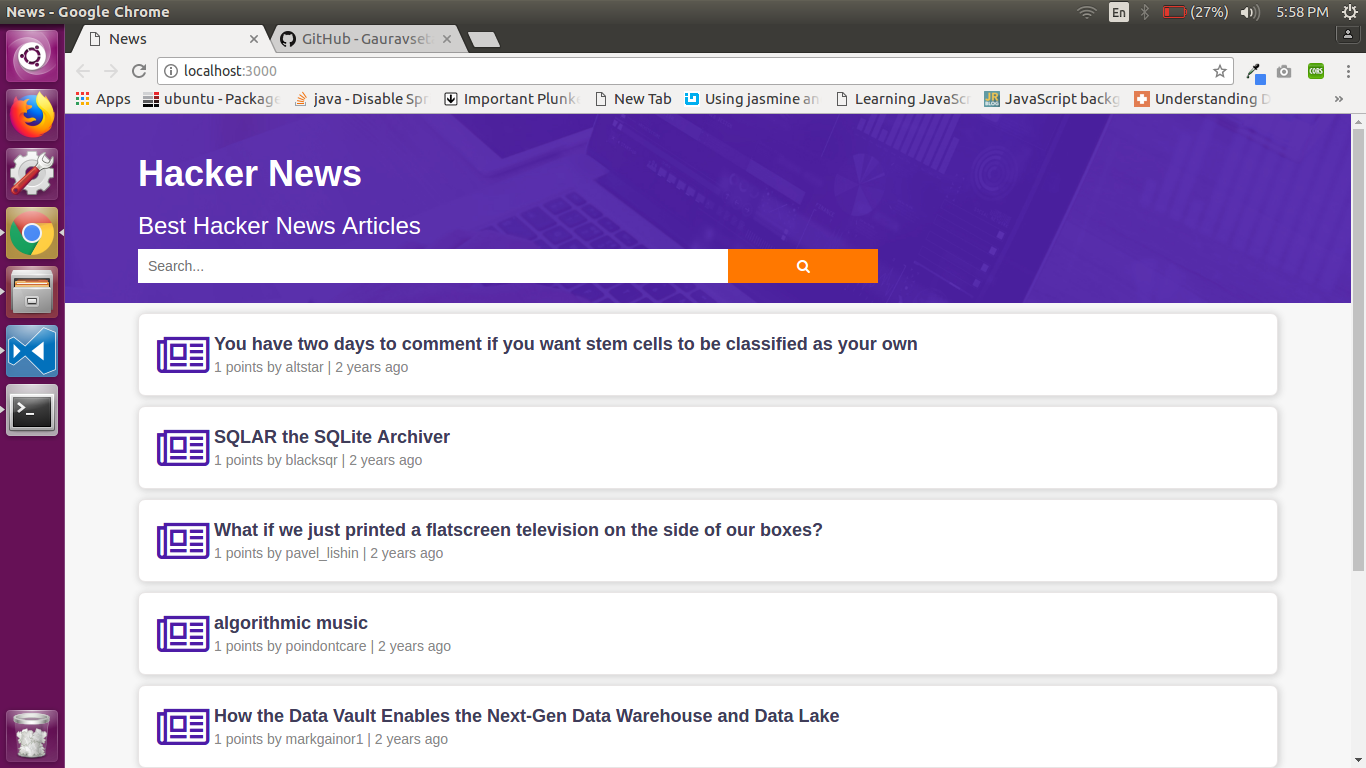 News - Google Chrome
En
(27%)
5:58 PM
News
GitHub - Gauravset
localhost:3000
CORS
Apps
ubuntu - Package
java - Disable Spr
Important Plunk
New Tab
Using jasmine an
Learning JavaScr
JavaScript backg
Understanding D
»
Hacker News
Best Hacker News Articles
Search...
You have two days to comment if you want stem cells to be classified as your own
1 points by altstar | 2 years ago
SQLAR the SQLite Archiver
1 points by blacksqr | 2 years ago
What if we just printed a flatscreen television on the side of our boxes?
1 points by pavel_lishin | 2 years ago
algorithmic music
1 points by poindontcare | 2 years ago
How the Data Vault Enables the Next-Gen Data Warehouse and Data Lake
1 points by markgainor1 | 2 years ago